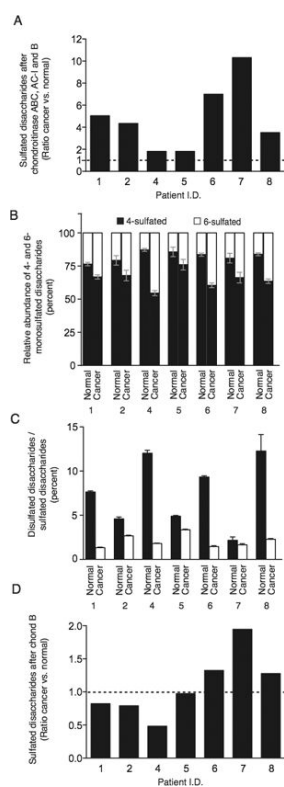 A
Sulfated disaccharides after
chondroitinase ABC, AC-I and B
(Ratio cancer vs. normal)
12
10
8
6
4
2
1
0
1 2 4 5 6 7 8
Patient I.D.
B
4-sulfated 6-sulfated
Relative abundance of 4- and 6-
monosulfated disaccharides
(percent)
100
75
50
25
0
Normal Cancer Normal Cancer Normal Cancer Normal Cancer Normal Cancer Normal Cancer Normal Cancer
1 2 4 5 6 7 8
C
Disulfated disaccharides /
sulfated disaccharides
(percent)
15
10
5
0
Normal Cancer Normal Cancer Normal Cancer Normal Cancer Normal Cancer Normal Cancer Normal Cancer
1 2 4 5 6 7 8
D
Sulfated disaccharides after chond B
(Ratio cancer vs. normal)
2.0
1.5
1.0
0.5
0.0
1 2 4 5 6 7 8
Patient I.D.